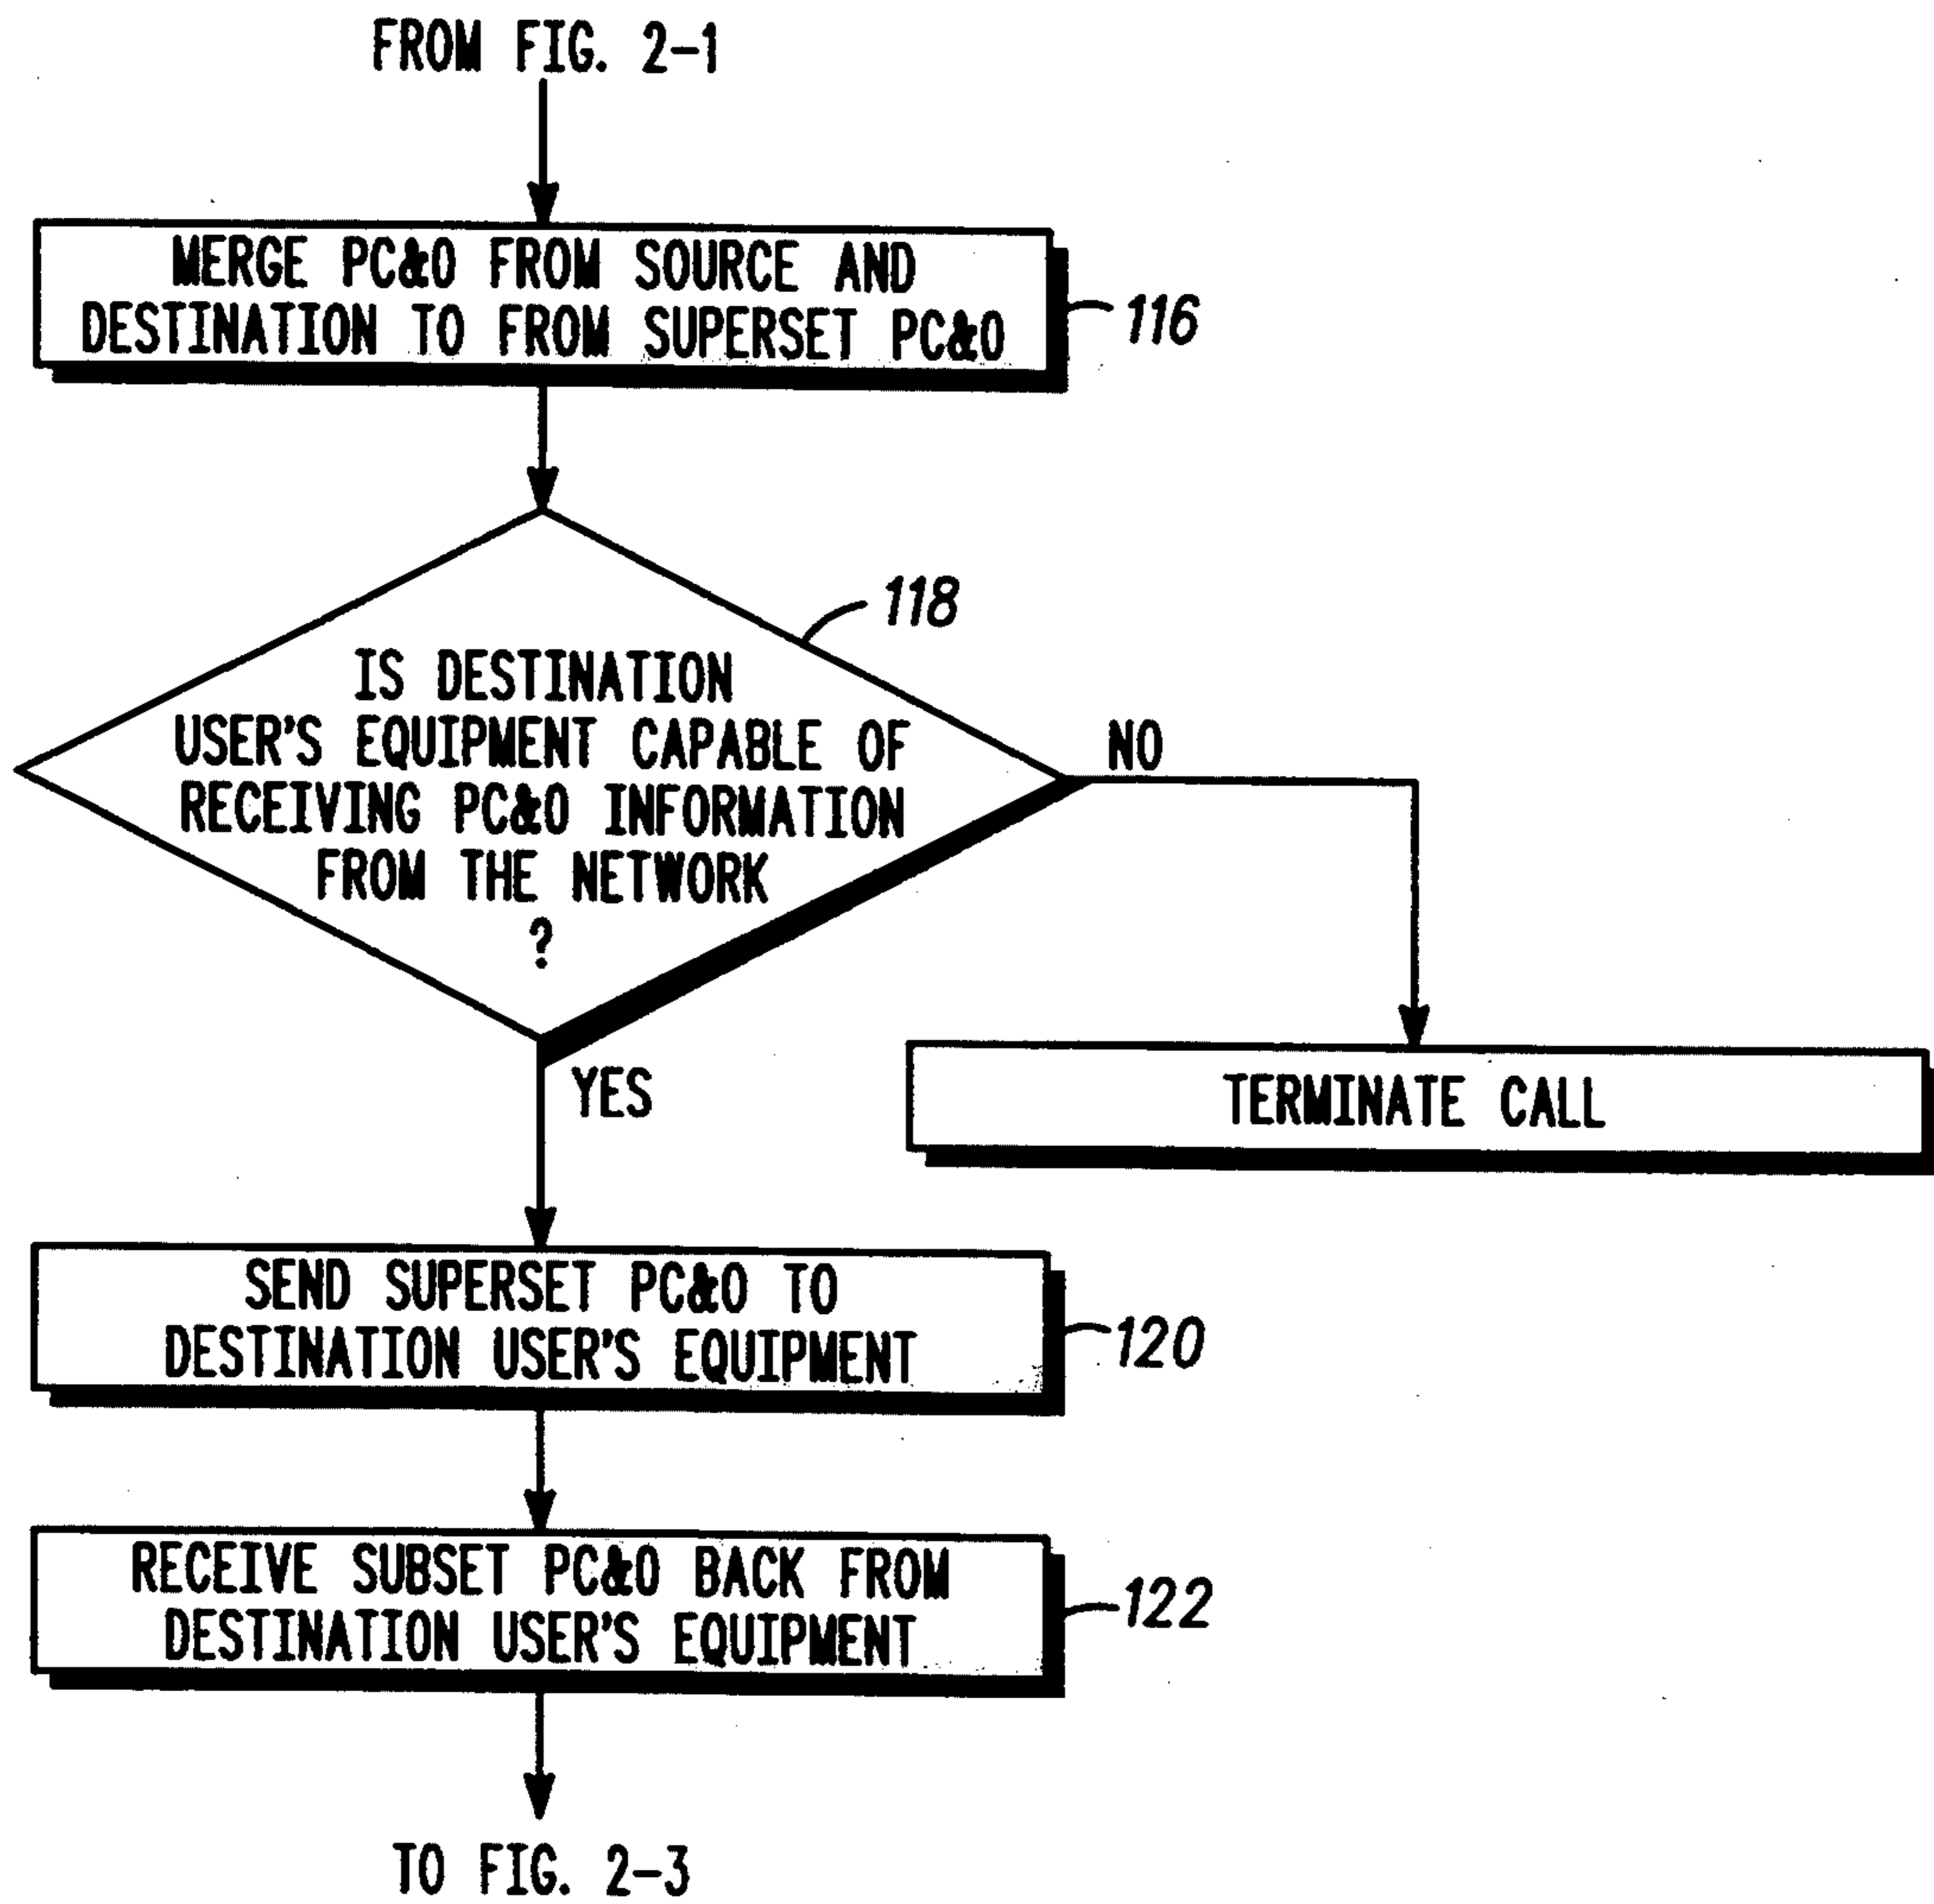 FROM FIG. 2-1
MERGE PC&O FROM SOURCE AND
DESTINATION TO FROM SUPERSET PC&O
116
118
IS DESTINATION
USER'S EQUIPMENT CAPABLE OF
RECEIVING PC&O INFORMATION
FROM THE NETWORK
?
NO
YES
TERMINATE CALL
SEND SUPERSET PC&O TO
DESTINATION USER'S EQUIPMENT
120
RECEIVE SUBSET PC&O BACK FROM
DESTINATION USER'S EQUIPMENT
122
TO FIG. 2-3